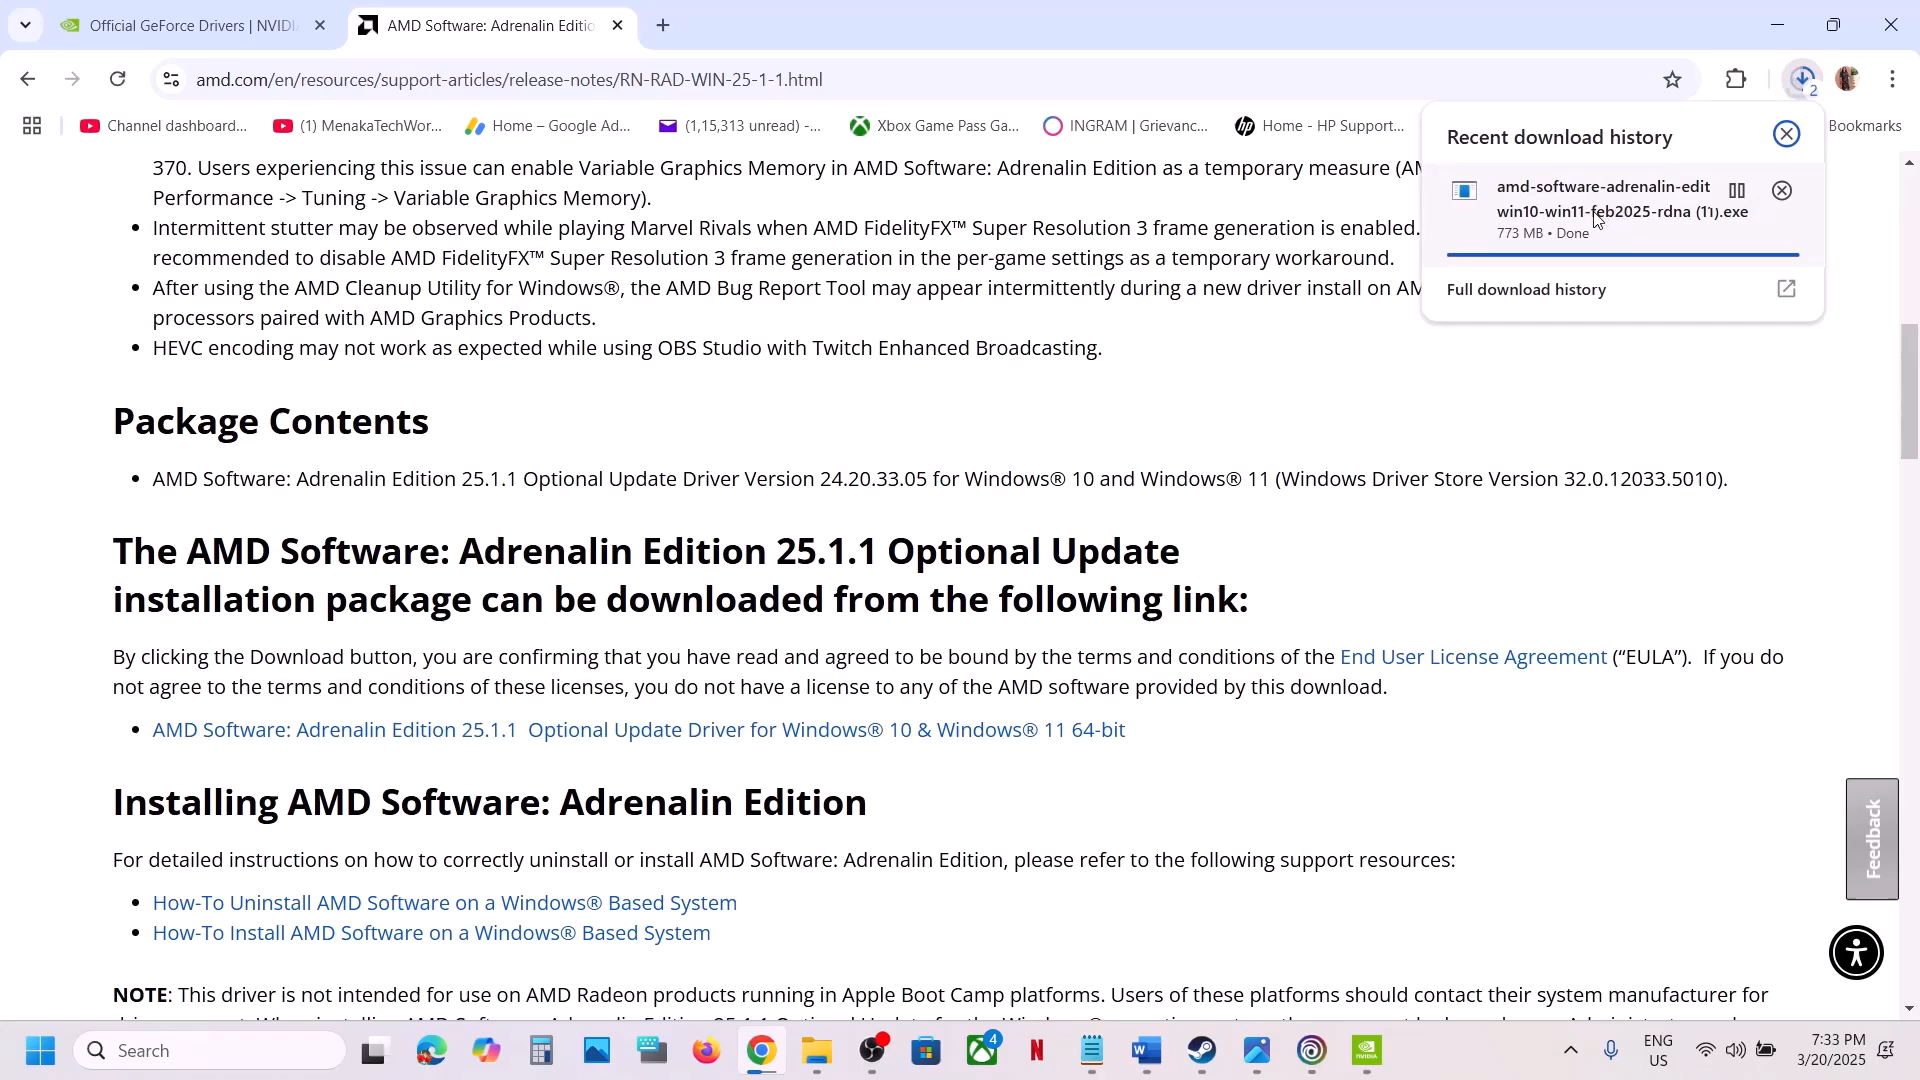 Official GeForce Drivers | NVIDI
AMD Software: Adrenalin Editio
amd.com/en/resources/support-articles/release-notes/RN-RAD-WIN-25-1-1.html
2
Channel dashboard...
(1) MenakaTechWor...
Home – Google Ad...
(1,15,313 unread) -...
Xbox Game Pass Ga...
INGRAM | Grievanc...
Home - HP Support...
Bookmarks
Recent download history
amd-software-adrenalin-edit
win10-win11-feb2025-rdna (11).exe
773 MB • Done
Full download history
370. Users experiencing this issue can enable Variable Graphics Memory in AMD Software: Adrenalin Edition as a temporary measure (AM
Performance -> Tuning -> Variable Graphics Memory).
• Intermittent stutter may be observed while playing Marvel Rivals when AMD FidelityFX™ Super Resolution 3 frame generation is enabled.
recommended to disable AMD FidelityFX™ Super Resolution 3 frame generation in the per-game settings as a temporary workaround.
• After using the AMD Cleanup Utility for Windows®, the AMD Bug Report Tool may appear intermittently during a new driver install on AM
processors paired with AMD Graphics Products.
• HEVC encoding may not work as expected while using OBS Studio with Twitch Enhanced Broadcasting.
Package Contents
• AMD Software: Adrenalin Edition 25.1.1 Optional Update Driver Version 24.20.33.05 for Windows® 10 and Windows® 11 (Windows Driver Store Version 32.0.12033.5010).
The AMD Software: Adrenalin Edition 25.1.1 Optional Update
installation package can be downloaded from the following link:
By clicking the Download button, you are confirming that you have read and agreed to be bound by the terms and conditions of the End User License Agreement (“EULA”).  If you do
not agree to the terms and conditions of these licenses, you do not have a license to any of the AMD software provided by this download.
• AMD Software: Adrenalin Edition 25.1.1  Optional Update Driver for Windows® 10 & Windows® 11 64-bit
Installing AMD Software: Adrenalin Edition
For detailed instructions on how to correctly uninstall or install AMD Software: Adrenalin Edition, please refer to the following support resources:
• How-To Uninstall AMD Software on a Windows® Based System
• How-To Install AMD Software on a Windows® Based System
NOTE: This driver is not intended for use on AMD Radeon products running in Apple Boot Camp platforms. Users of these platforms should contact their system manufacturer for
Feedback
Search
4
ENG
US
7:33 PM
3/20/2025